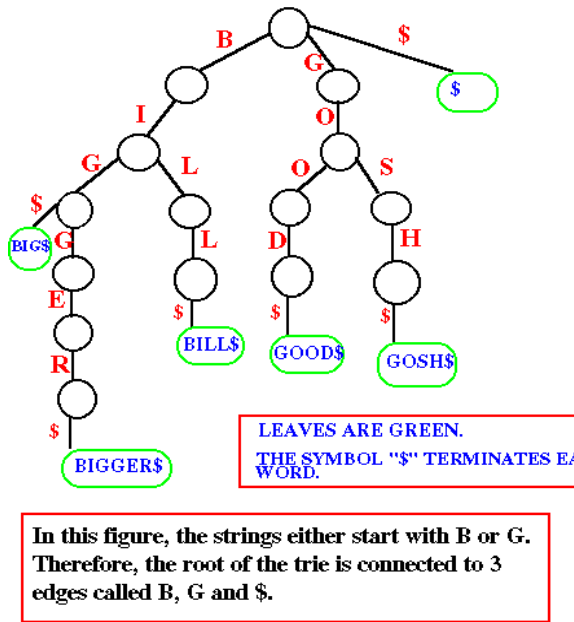 B
$
G
$
I
O
G
L
O
S
$
BIG$
G
L
D
H
E
$
$
$
R
BILL$
GOOD$
GOSH$
$
BIGGER$
LEAVES ARE GREEN.
THE SYMBOL "$" TERMINATES EA
WORD.
In this figure, the strings either start with B or G.
Therefore, the root of the trie is connected to 3
edges called B, G and $.